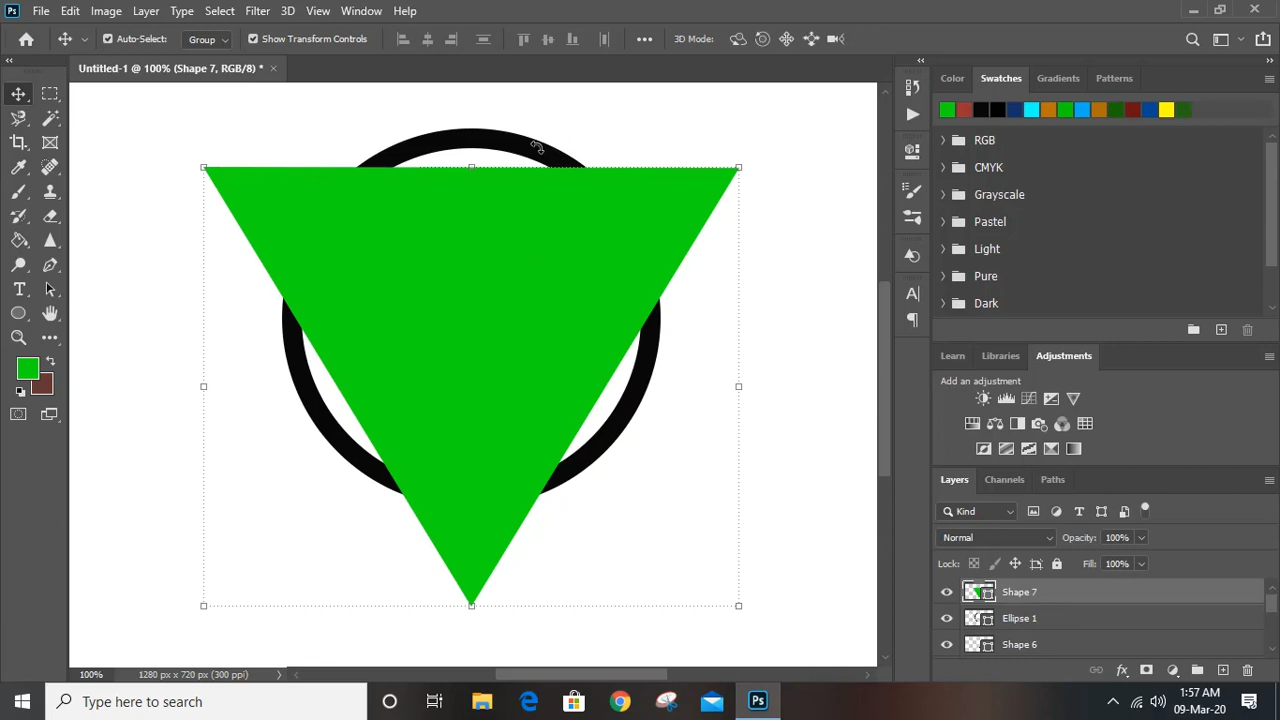 Ps File Edit Image Layer Type Select Filter 3D View Window Help
Auto-Select: Group Show Transform Controls 3D Mode:
Untitled-1 @ 100% (Shape 7, RGB/8) *
Color Swatches Gradients Patterns
RGB
CMYK
Grayscale
Pastel
Light
Pure
Dark
Learn Libraries Adjustments
Add an adjustment
Layers Channels Paths
Kind
Normal Opacity: 100%
Lock: Fill: 100%
Shape 7
Ellipse 1
Shape 6
100% 1280 px x 720 px (300 ppi)
Type here to search
Ps
1:57 AM
09-Mar-20